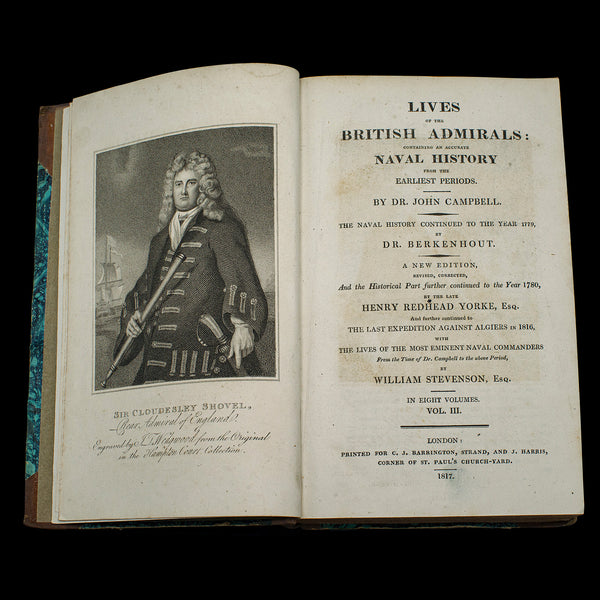 SIR CLOUDESLEY SHOVEL,
Rear Admiral of England.
Engraved by J. Wedgwood, from the Original
in the Hampton Court Collection.
LIVES
OF THE
BRITISH ADMIRALS:
CONTAINING AN ACCURATE
NAVAL HISTORY
FROM THE
EARLIEST PERIODS.
BY DR. JOHN CAMPBELL.
THE NAVAL HISTORY CONTINUED TO THE YEAR 1779,
BY
DR. BERKENHOUT.
A NEW EDITION,
REVISED, CORRECTED,
And the Historical Part further continued to the Year 1780,
BY THE LATE
HENRY REDHEAD YORKE, Esq.
And further continued to
THE LAST EXPEDITION AGAINST ALGIERS IN 1816,
WITH
THE LIVES OF THE MOST EMINENT NAVAL COMMANDERS
From the Time of Dr. Campbell to the above Period,
BY
WILLIAM STEVENSON, Esq.
IN EIGHT VOLUMES.
VOL. III.
LONDON:
PRINTED FOR C. J. BARRINGTON, STRAND, AND J. HARRIS,
CORNER OF ST. PAUL'S CHURCH-YARD.
1817.